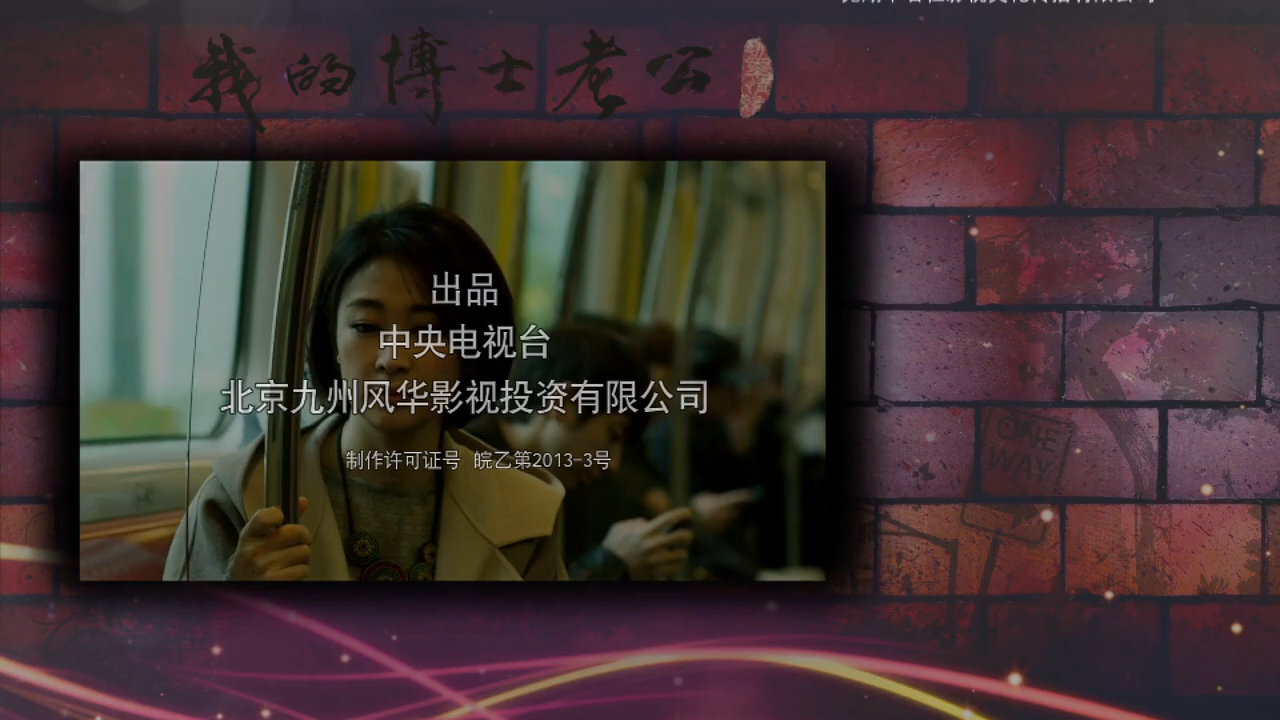 我的博士老公
出品
中央电视台
北京九州风华影视投资有限公司
制作许可证号 皖乙第2013-3号
ONE
WAY